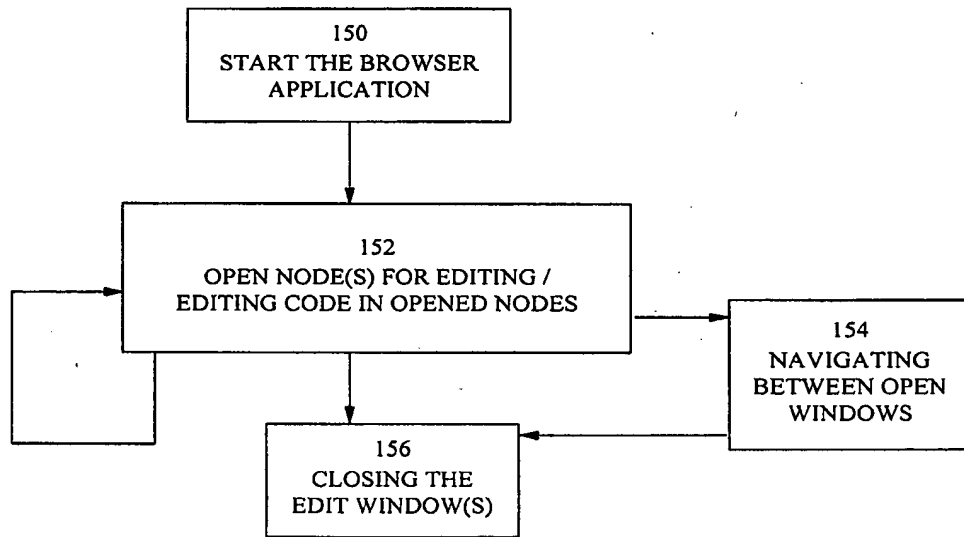 150
START THE BROWSER
APPLICATION
152
OPEN NODE(S) FOR EDITING /
EDITING CODE IN OPENED NODES
154
NAVIGATING
BETWEEN OPEN
WINDOWS
156
CLOSING THE
EDIT WINDOW(S)